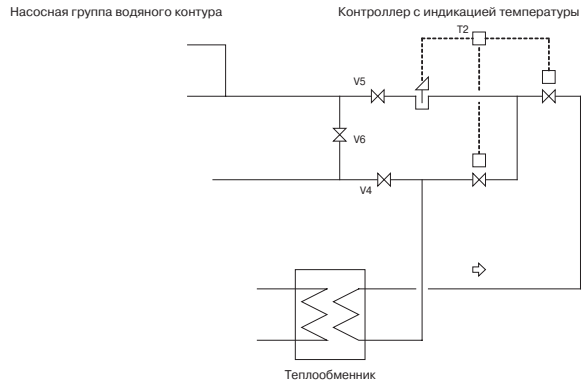 Насосная группа водяного контура
Контроллер с индикацией температуры
T2
V5
V6
V4
Теплообменник